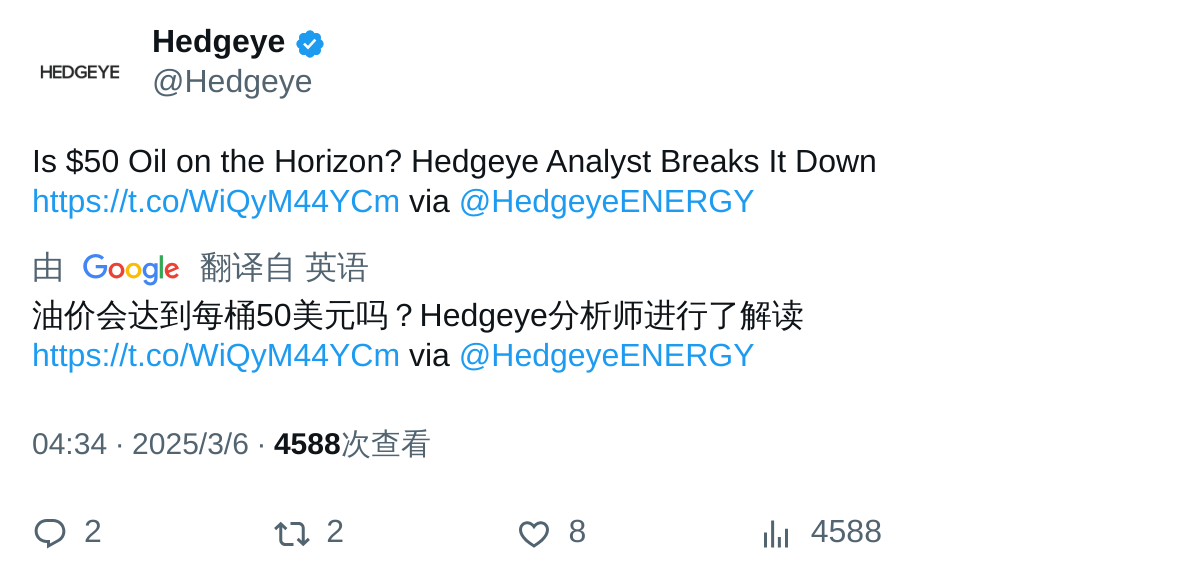 Hedgeye
HEDGEYE
@Hedgeye
Is $50 Oil on the Horizon? Hedgeye Analyst Breaks It Down
https://t.co/WiQyM44YCm via @HedgeyeENERGY
由 Google 翻译自 英语
油价会达到每桶50美元吗？Hedgeye分析师进行了解读
https://t.co/WiQyM44YCm via @HedgeyeENERGY
04:34 · 2025/3/6 · 4588次查看
2 2 8 4588